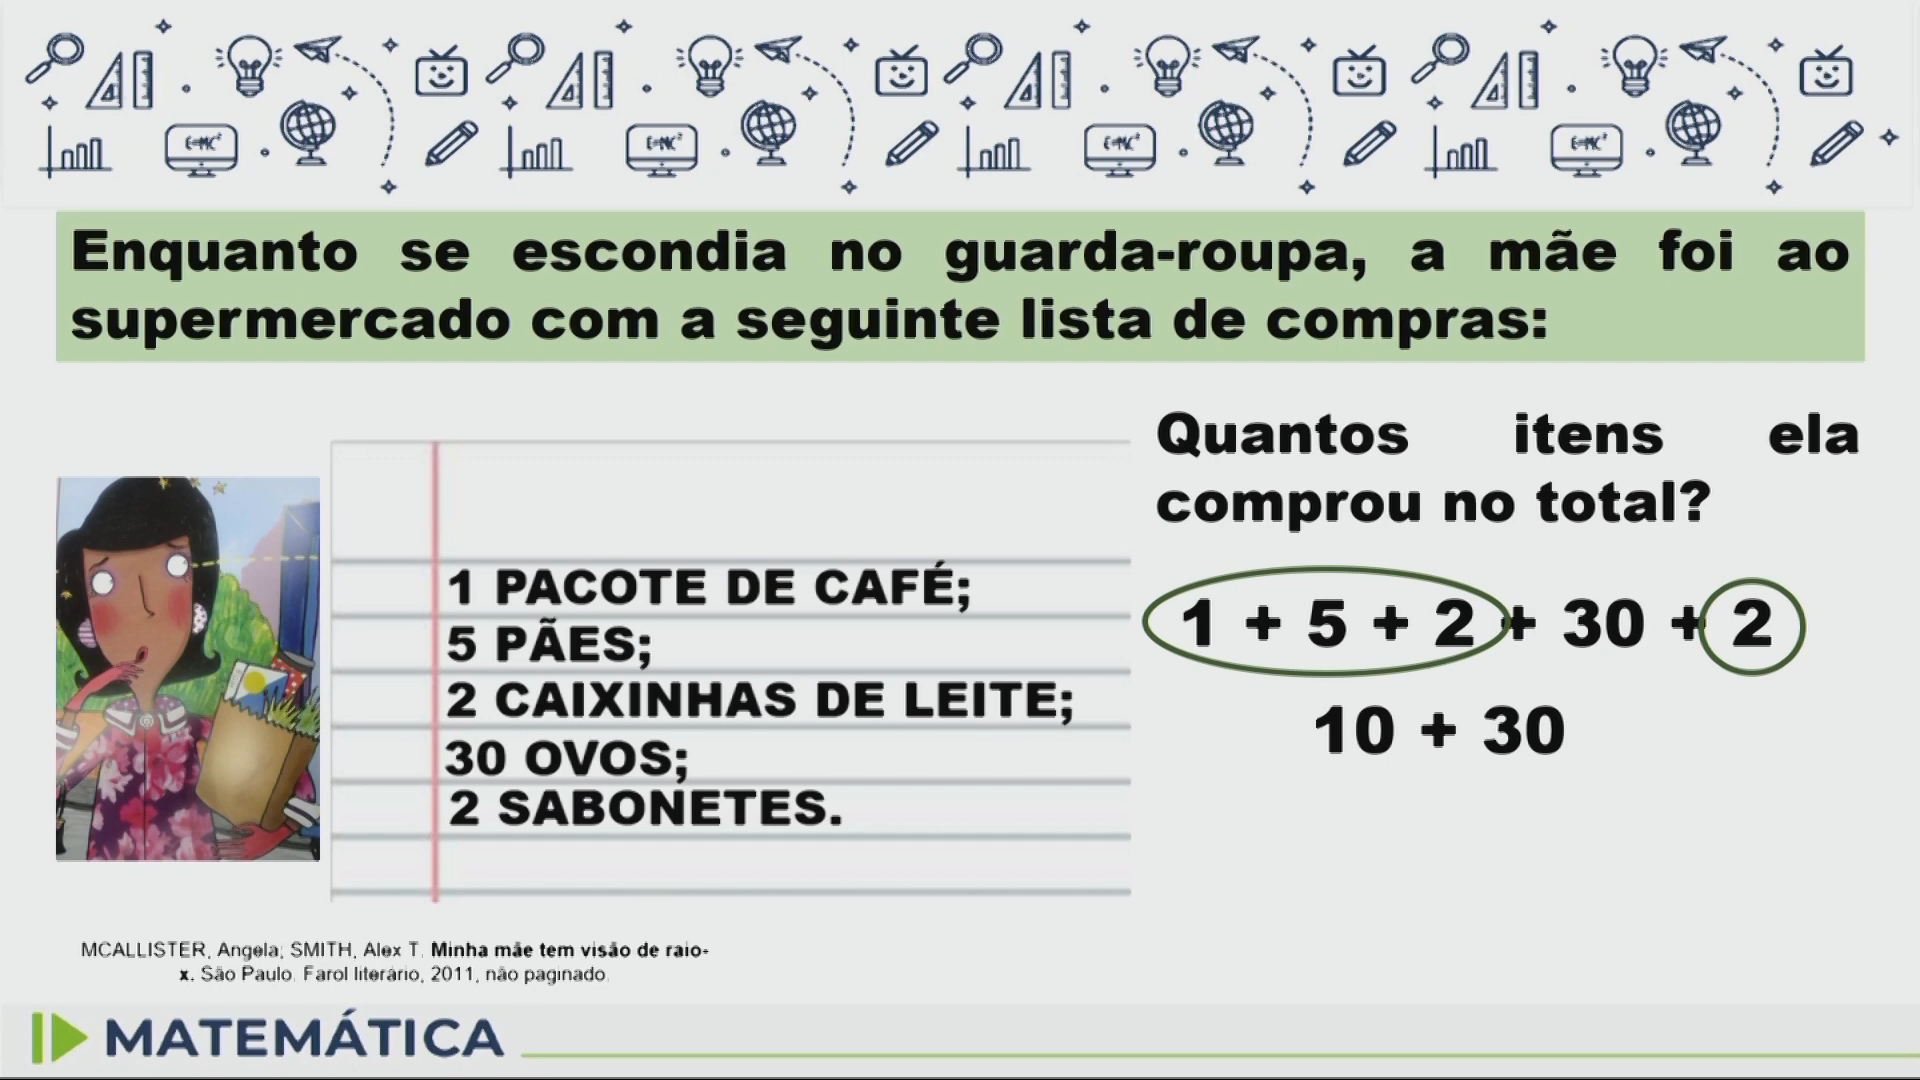 Enquanto se escondia no guarda-roupa, a mãe foi ao
supermercado com a seguinte lista de compras:
Quantos itens ela
comprou no total?
1 PACOTE DE CAFÉ;
5 PÃES;
2 CAIXINHAS DE LEITE;
30 OVOS;
2 SABONETES.
1 + 5 + 2 + 30 + 2
10 + 30
MCALLISTER, Angela; SMITH, Alex T. Minha mãe tem visão de raio-
x. São Paulo. Farol literário, 2011, não paginado.
MATEMÁTICA